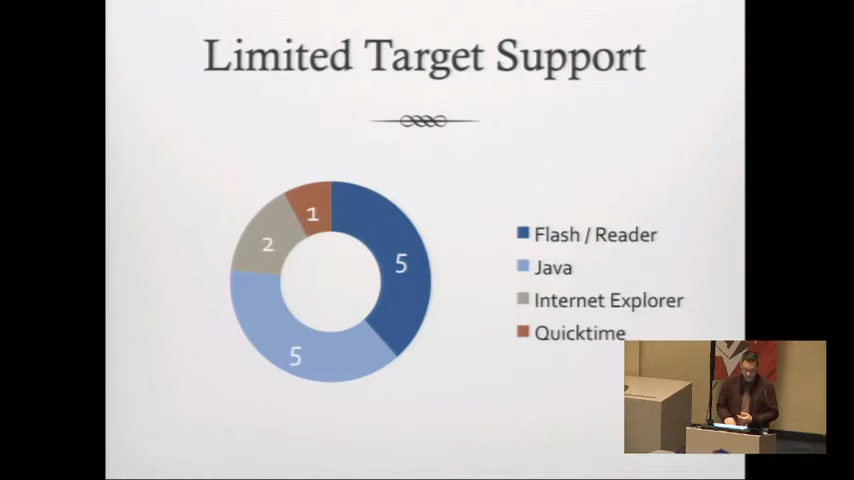 Limited Target Support
1
2
5
5
Flash / Reader
Java
Internet Explorer
Quicktime